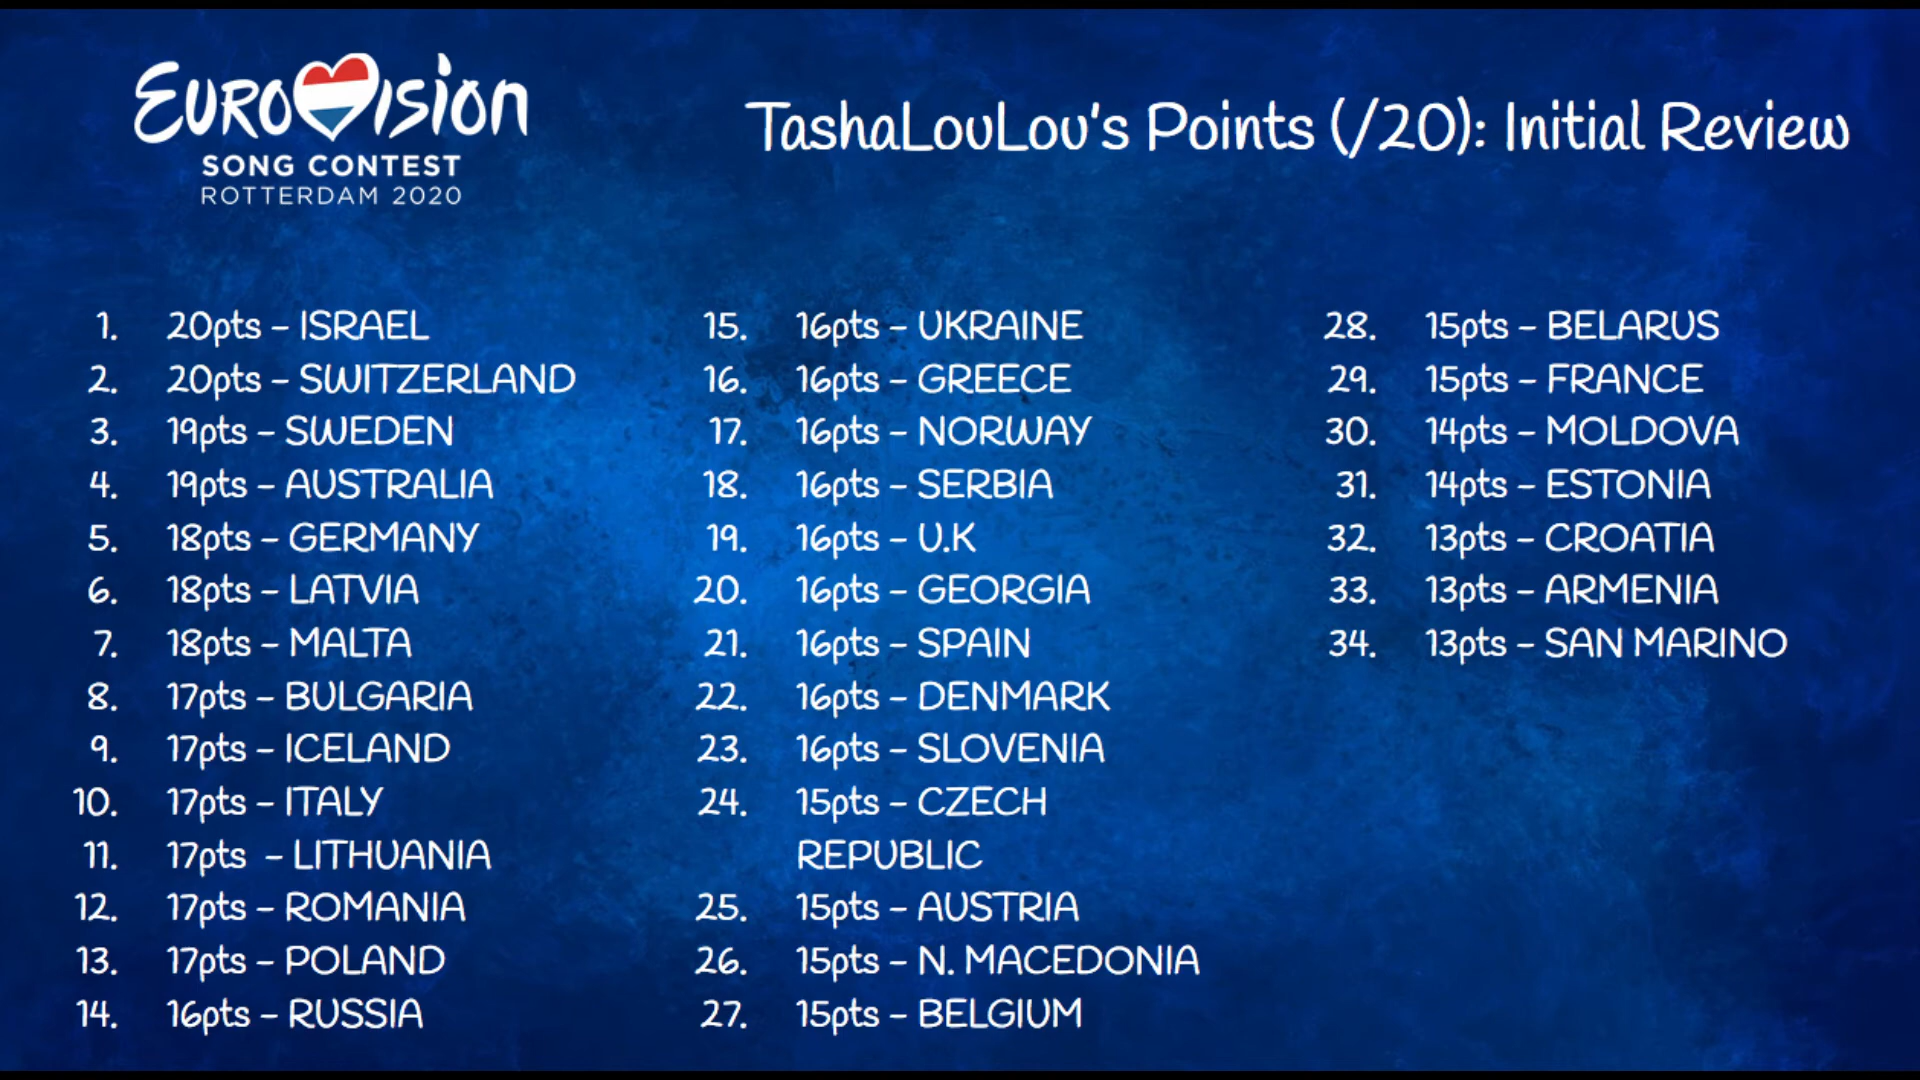 EUROVISION
SONG CONTEST
ROTTERDAM 2020
TashaLouLou's Points (/20): Initial Review
1. 20pts – ISRAEL
2. 20pts – SWITZERLAND
3. 19pts – SWEDEN
4. 19pts – AUSTRALIA
5. 18pts – GERMANY
6. 18pts – LATVIA
7. 18pts – MALTA
8. 17pts – BULGARIA
9. 17pts – ICELAND
10. 17pts – ITALY
11. 17pts – LITHUANIA
12. 17pts – ROMANIA
13. 17pts – POLAND
14. 16pts – RUSSIA
15. 16pts – UKRAINE
16. 16pts – GREECE
17. 16pts – NORWAY
18. 16pts – SERBIA
19. 16pts – U.K
20. 16pts – GEORGIA
21. 16pts – SPAIN
22. 16pts – DENMARK
23. 16pts – SLOVENIA
24. 15pts – CZECH
REPUBLIC
25. 15pts – AUSTRIA
26. 15pts – N. MACEDONIA
27. 15pts – BELGIUM
28. 15pts – BELARUS
29. 15pts – FRANCE
30. 14pts – MOLDOVA
31. 14pts – ESTONIA
32. 13pts – CROATIA
33. 13pts – ARMENIA
34. 13pts – SAN MARINO